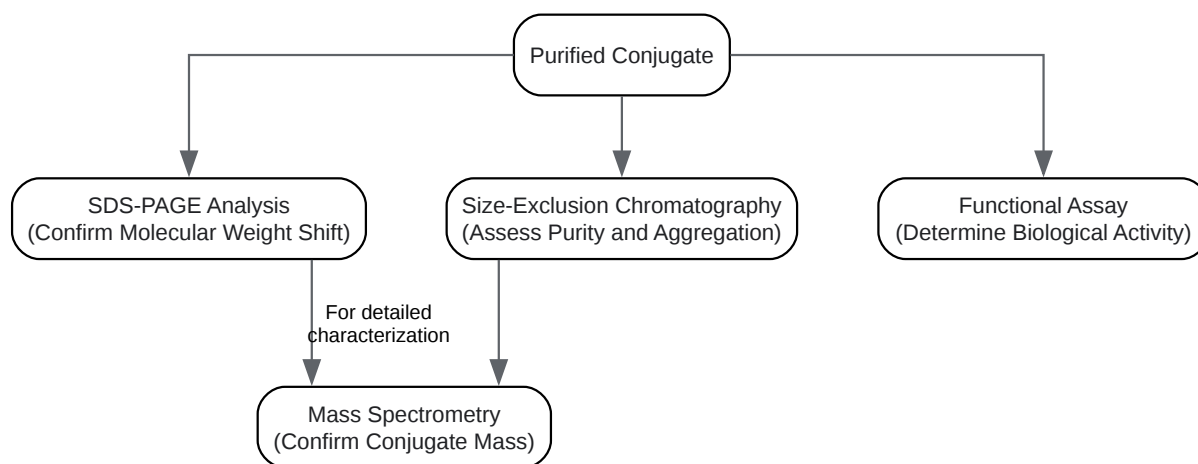 Purified Conjugate
SDS-PAGE Analysis
(Confirm Molecular Weight Shift)
Size-Exclusion Chromatography
(Assess Purity and Aggregation)
Functional Assay
(Determine Biological Activity)
For detailed
characterization
Mass Spectrometry
(Confirm Conjugate Mass)